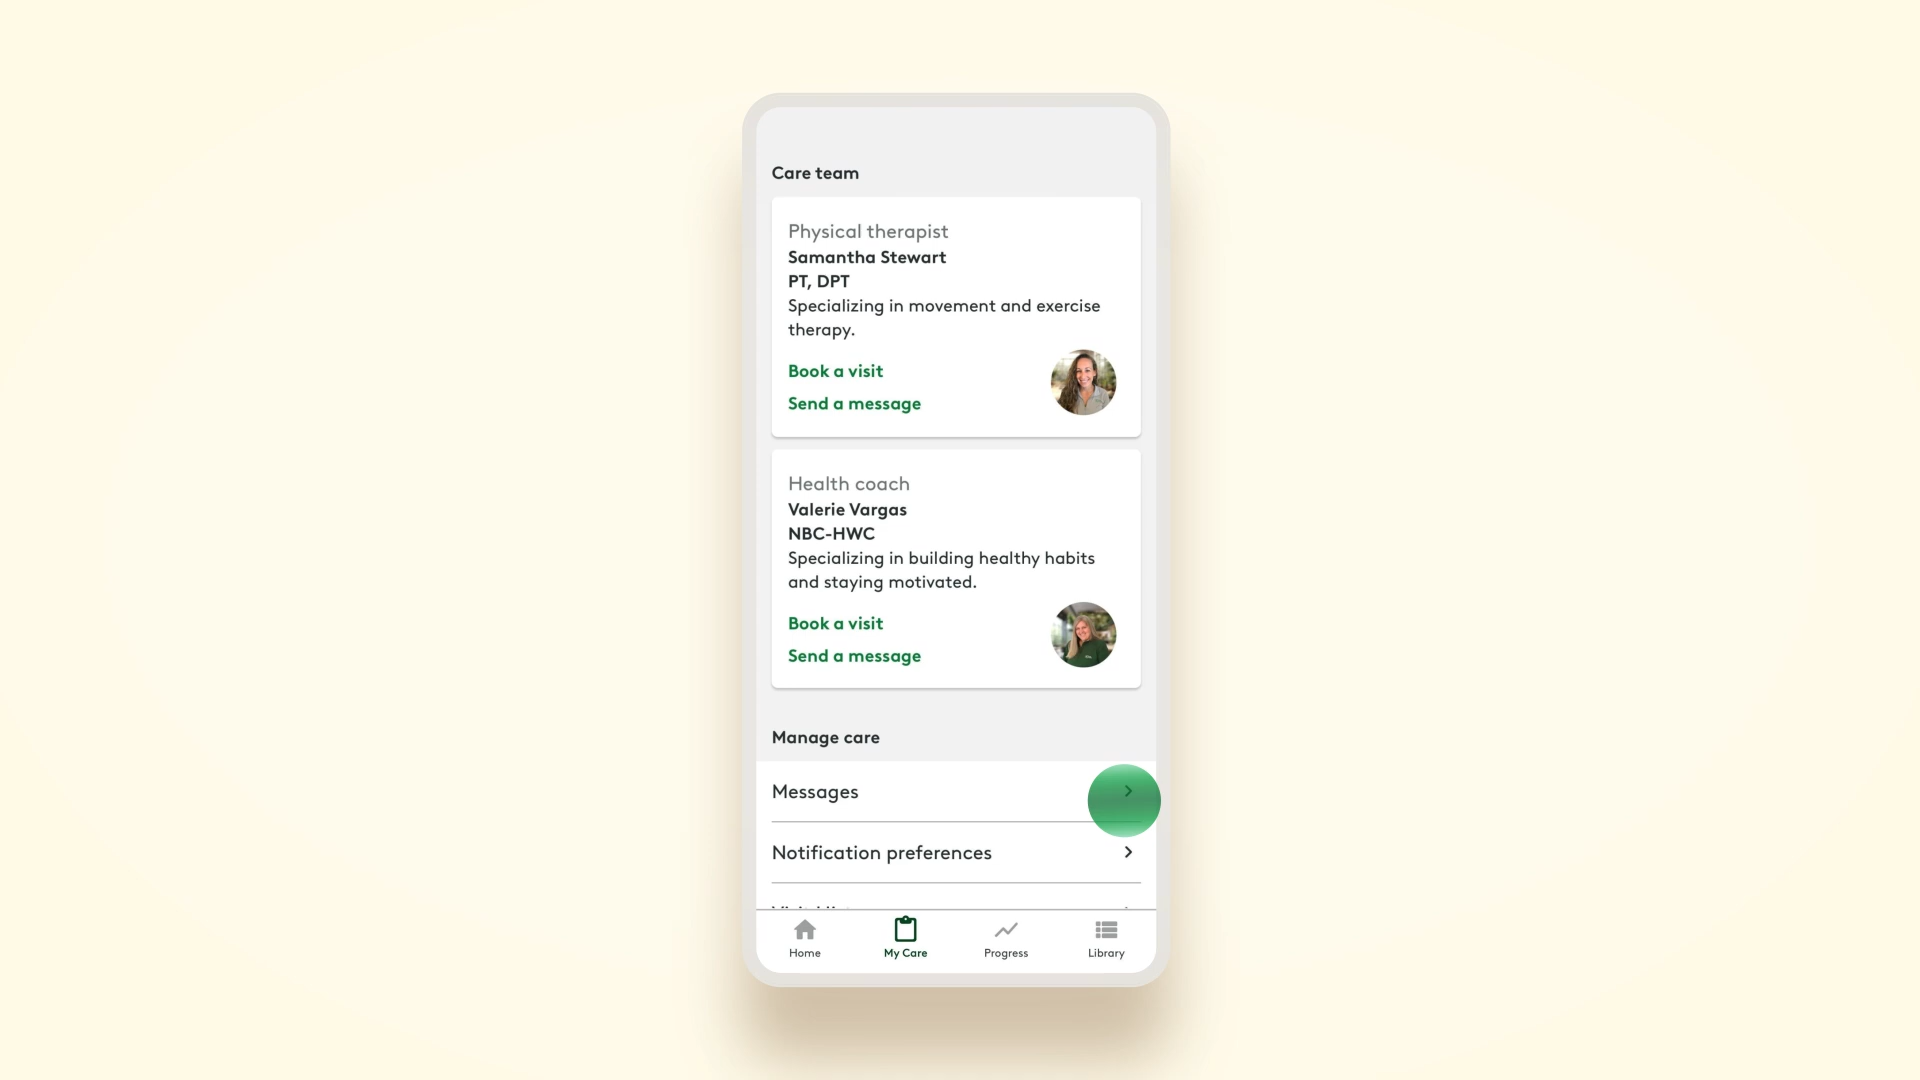 Care team
Physical therapist
Samantha Stewart
PT, DPT
Specializing in movement and exercise
therapy.
Book a visit
Send a message
Health coach
Valerie Vargas
NBC-HWC
Specializing in building healthy habits
and staying motivated.
Book a visit
Send a message
Manage care
Messages
Notification preferences
Home
My Care
Progress
Library